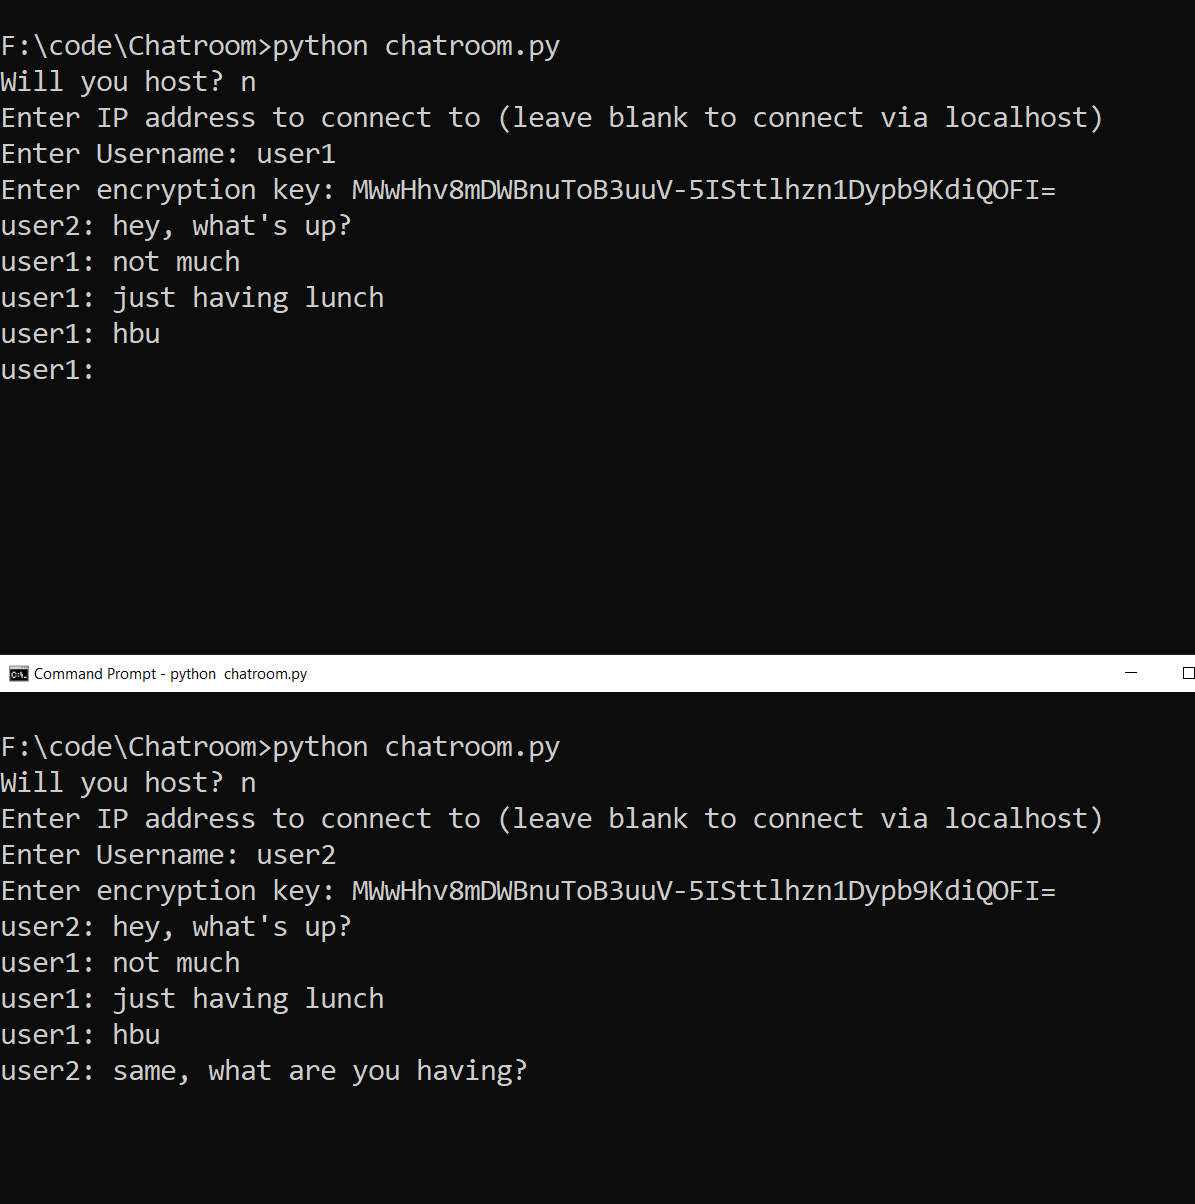 F:\code\Chatroom>python chatroom.py
Will you host? n
Enter IP address to connect to (leave blank to connect via localhost)
Enter Username: user1
Enter encryption key: MWwHhv8mDWBnuToB3uuV-5ISttlhzn1Dypb9KdiQOFI=
user2: hey, what's up?
user1: not much
user1: just having lunch
user1: hbu
user1:
Command Prompt - python  chatroom.py
F:\code\Chatroom>python chatroom.py
Will you host? n
Enter IP address to connect to (leave blank to connect via localhost)
Enter Username: user2
Enter encryption key: MWwHhv8mDWBnuToB3uuV-5ISttlhzn1Dypb9KdiQOFI=
user2: hey, what's up?
user1: not much
user1: just having lunch
user1: hbu
user2: same, what are you having?